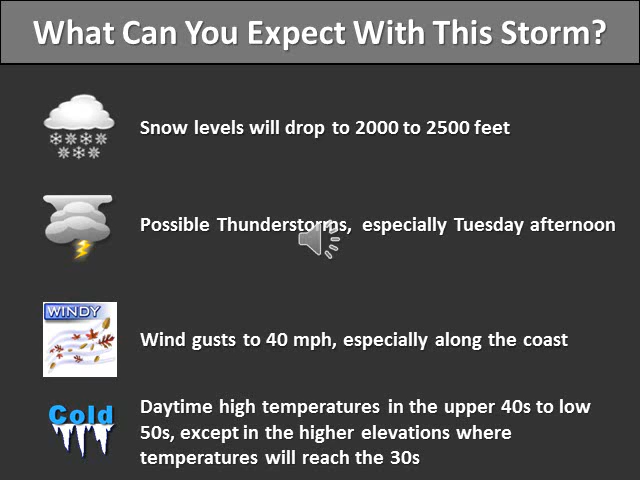 What Can You Expect With This Storm?
Snow levels will drop to 2000 to 2500 feet
Possible Thunderstorms, especially Tuesday afternoon
WINDY
Wind gusts to 40 mph, especially along the coast
Cold
Daytime high temperatures in the upper 40s to low
50s, except in the higher elevations where
temperatures will reach the 30s